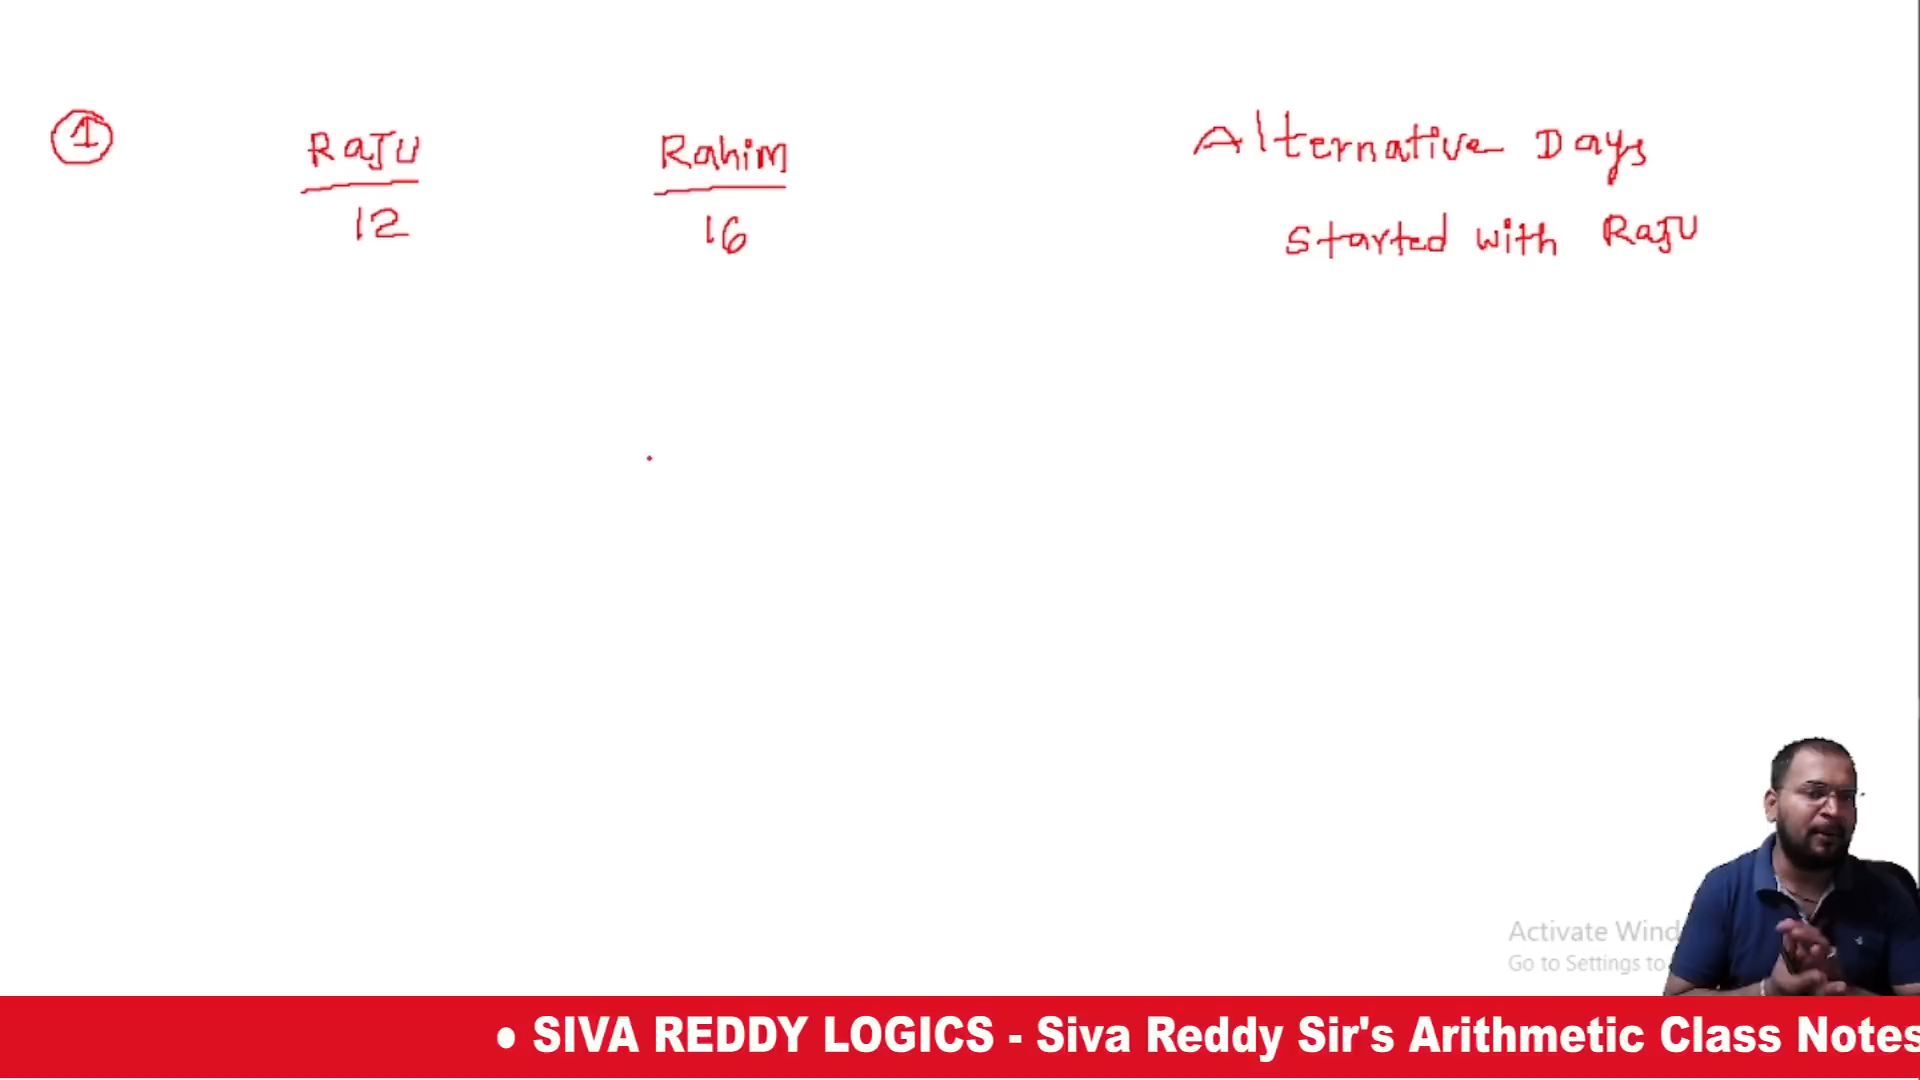 1
RaJu Rahim
12 16
Alternative Days
started with RaJu
Activate Wind
Go to Settings to
• SIVA REDDY LOGICS - Siva Reddy Sir's Arithmetic Class Notes